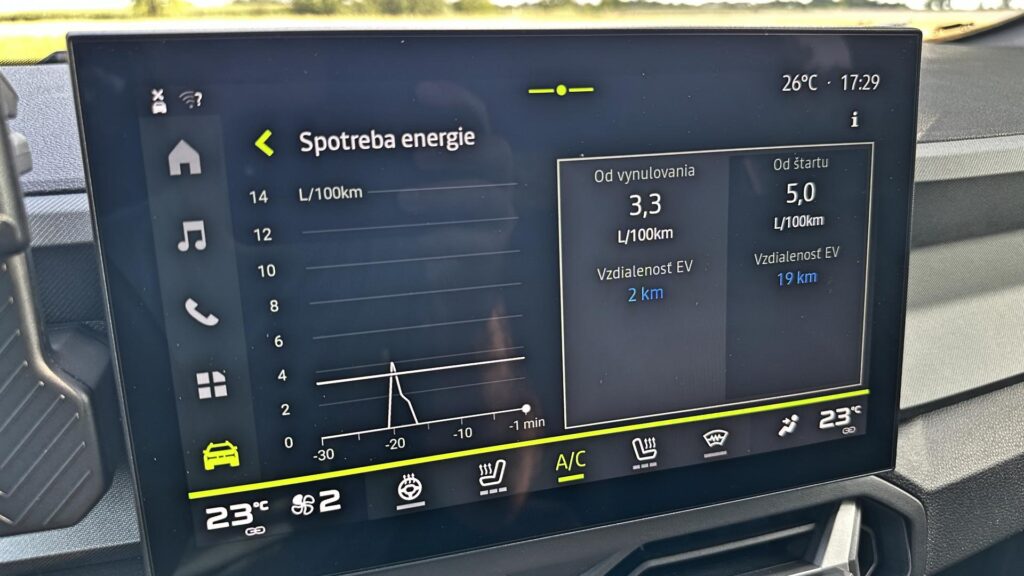 26°C · 17:29
?
i
Spotreba energie
14 L/100km
12
10
8
6
4
2
0
-30 -20 -10 -1 min
Od vynulovania
3,3
L/100km
Vzdialenosť EV
2 km
Od štartu
5,0
L/100km
Vzdialenosť EV
19 km
23°C 2 A/C 23°C